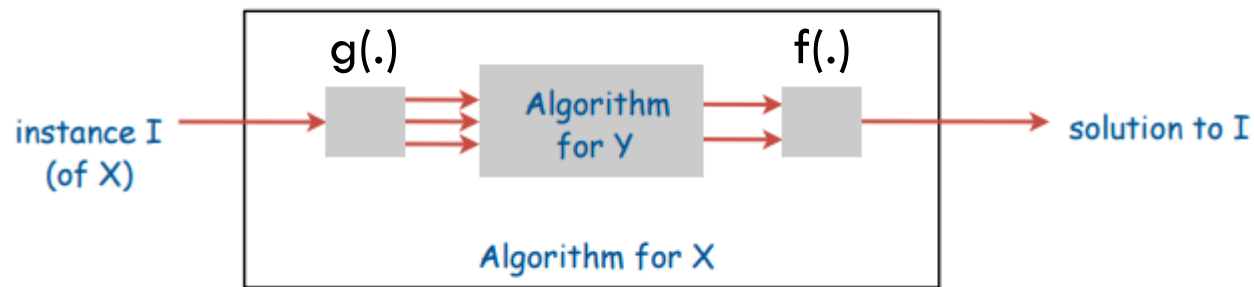 g(.)
f(.)
instance I
(of X)
Algorithm
for Y
solution to I
Algorithm for X